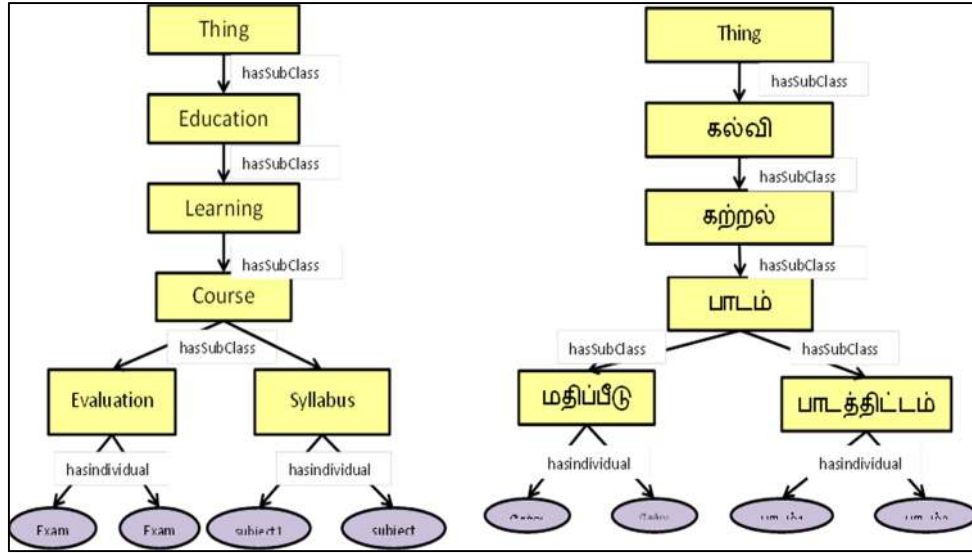 Thing
hasSubClass
Education
hasSubClass
Learning
hasSubClass
Course
hasSubClass
Evaluation
Syllabus
hasindividual
hasindividual
Exam
Exam
subject1
subject
Thing
hasSubClass
கல்வி
hasSubClass
கற்றல்
hasSubClass
பாடம்
hasSubClass
hasSubClass
மதிப்பீடு
பாடத்திட்டம்
hasindividual
hasindividual